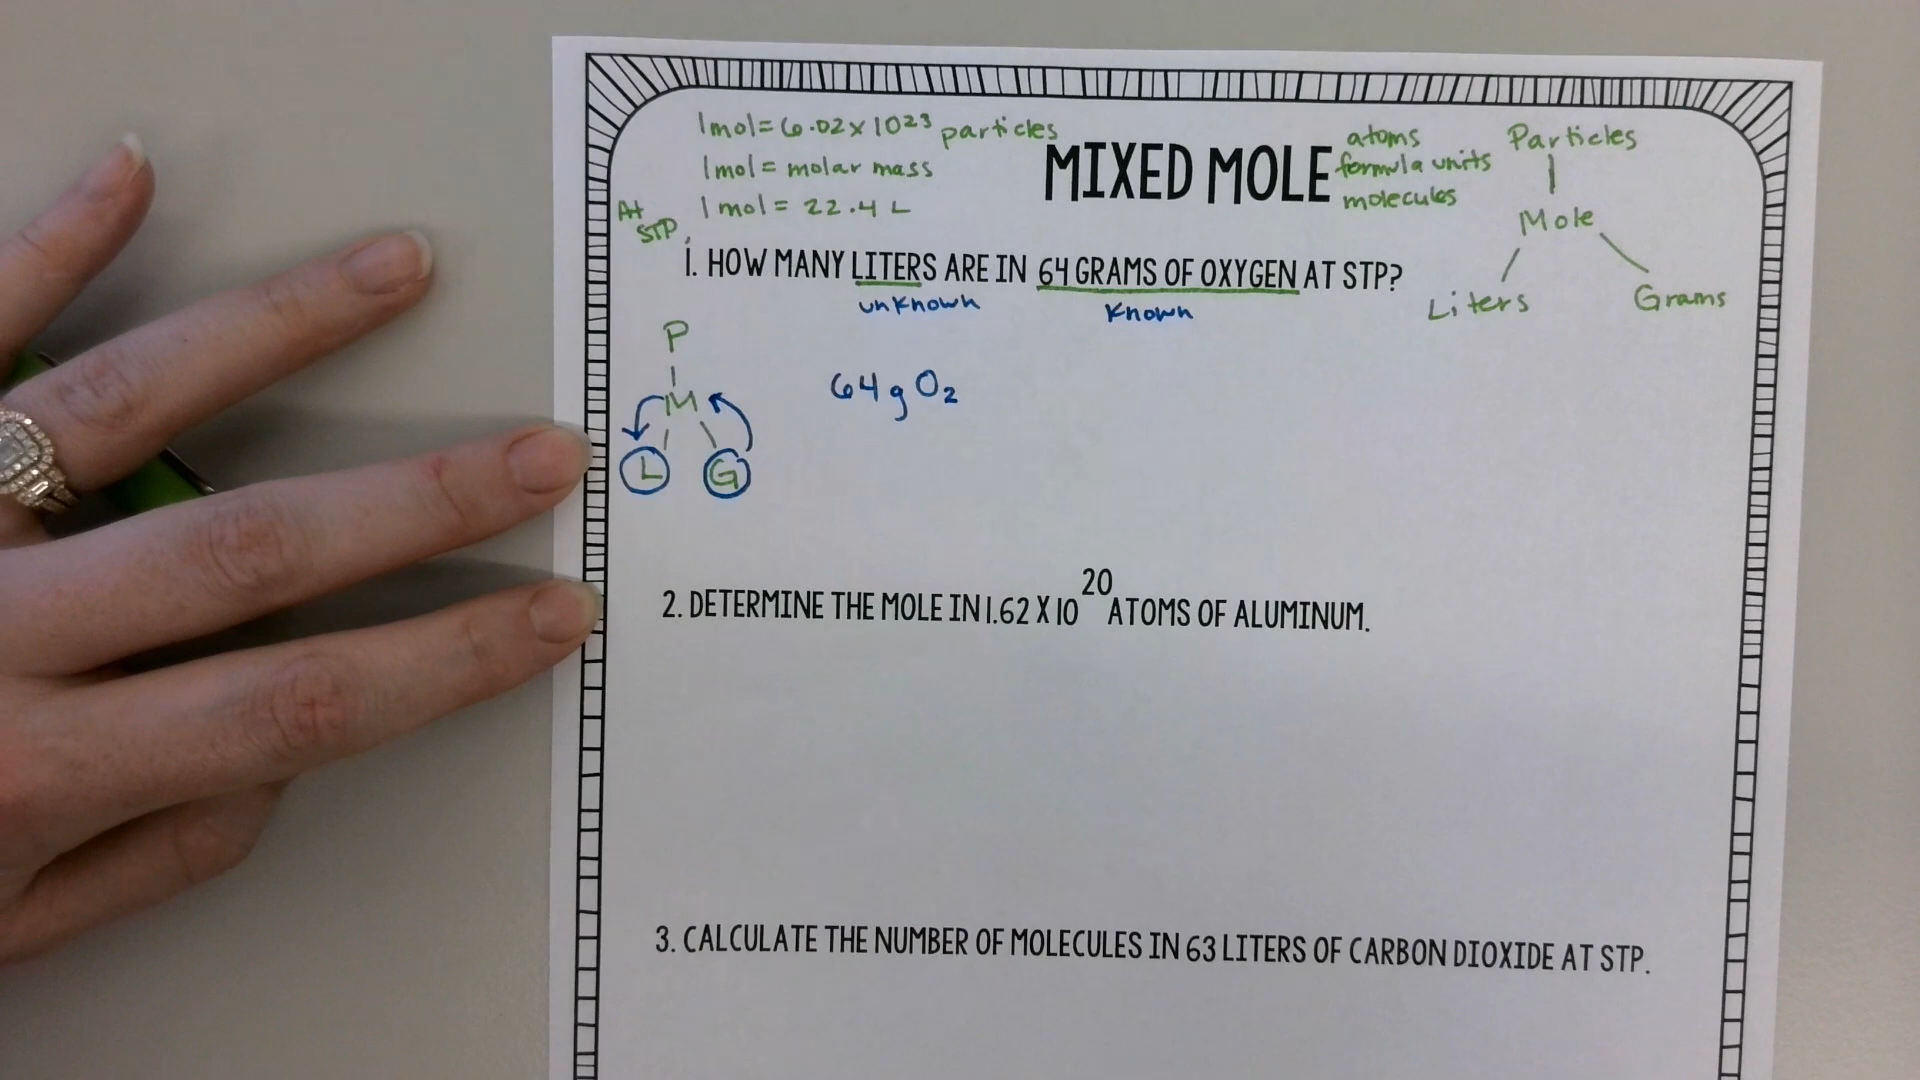 1mol=6.02x10²³ particles
1mol= molar mass
At STP, 1mol= 22.4 L
MIXED MOLE
atoms
formula units
molecules
Particles
Mole
Liters
Grams
1. HOW MANY LITERS ARE IN 64 GRAMS OF OXYGEN AT STP?
unknown
Known
P
M
L G
64 g O₂
2. DETERMINE THE MOLE IN 1.62 X 10²⁰ ATOMS OF ALUMINUM.
3. CALCULATE THE NUMBER OF MOLECULES IN 63 LITERS OF CARBON DIOXIDE AT STP.